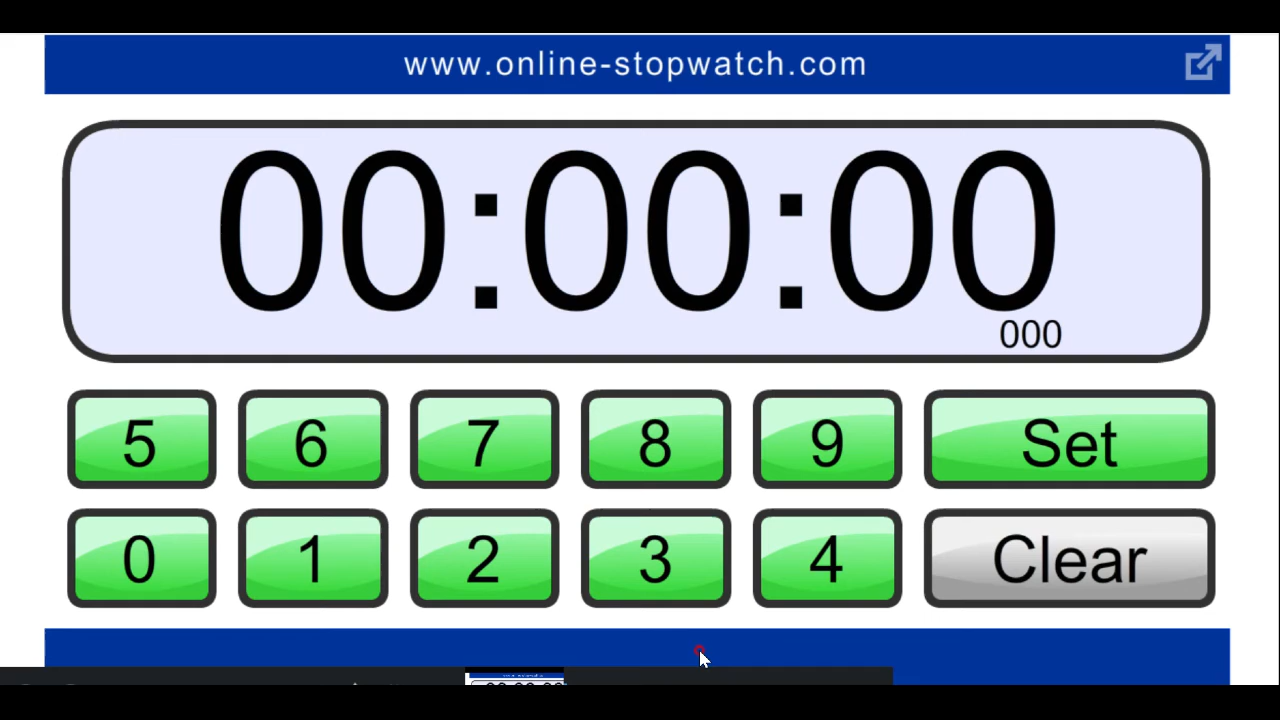 www.online-stopwatch.com
00:00:00
000
5 6 7 8 9 Set
0 1 2 3 4 Clear